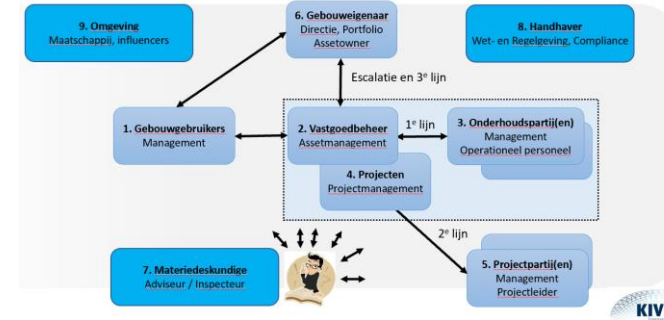 9. Omgeving
Maatschappij, influencers
6. Gebouweigenaar
Directie, Portfolio
Assetowner
8. Handhaver
Wet- en Regelgeving, Compliance
Escalatie en 3e lijn
1. Gebouwgebruikers
Management
2. Vastgoedbeheer
Assetmanagement
1e lijn
3. Onderhoudspartij(en)
Management
Operationeel personeel
4. Projecten
Projectmanagement
2e lijn
7. Materiedeskundige
Adviseur / Inspecteur
5. Projectpartij(en)
Management
Projectleider
KIV